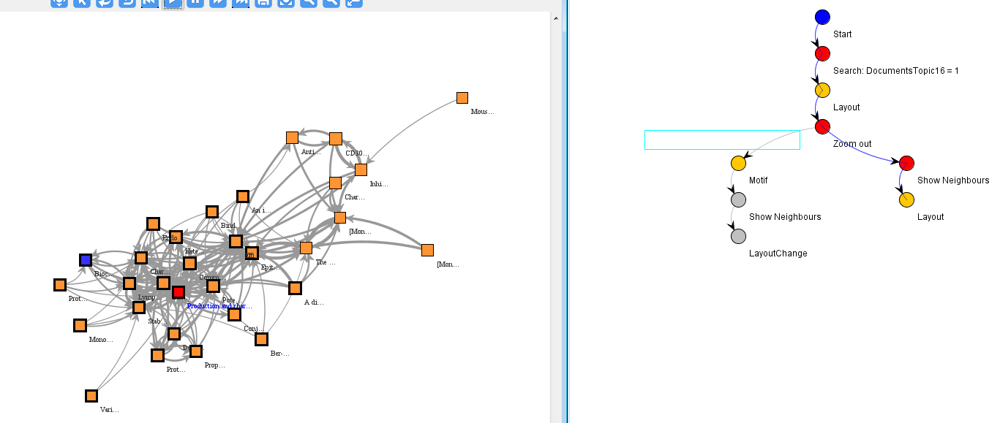 Mous...
Anti...
CD30...
Inhi...
Char...
An i...
Bind...
[Mon...
Endo...
Hete...
The ...
Epit...
[Mon...
Bioc...
Char...
Comm...
Prot...
Lymp...
Pote...
A di...
Production and char...
Stab...
Conj...
Mono...
Ber-...
Prop...
Prot...
Vari...
Start
Search: DocumentsTopic16 = 1
Layout
Zoom out
Motif
Show Neighbours
Show Neighbours
Layout
LayoutChange